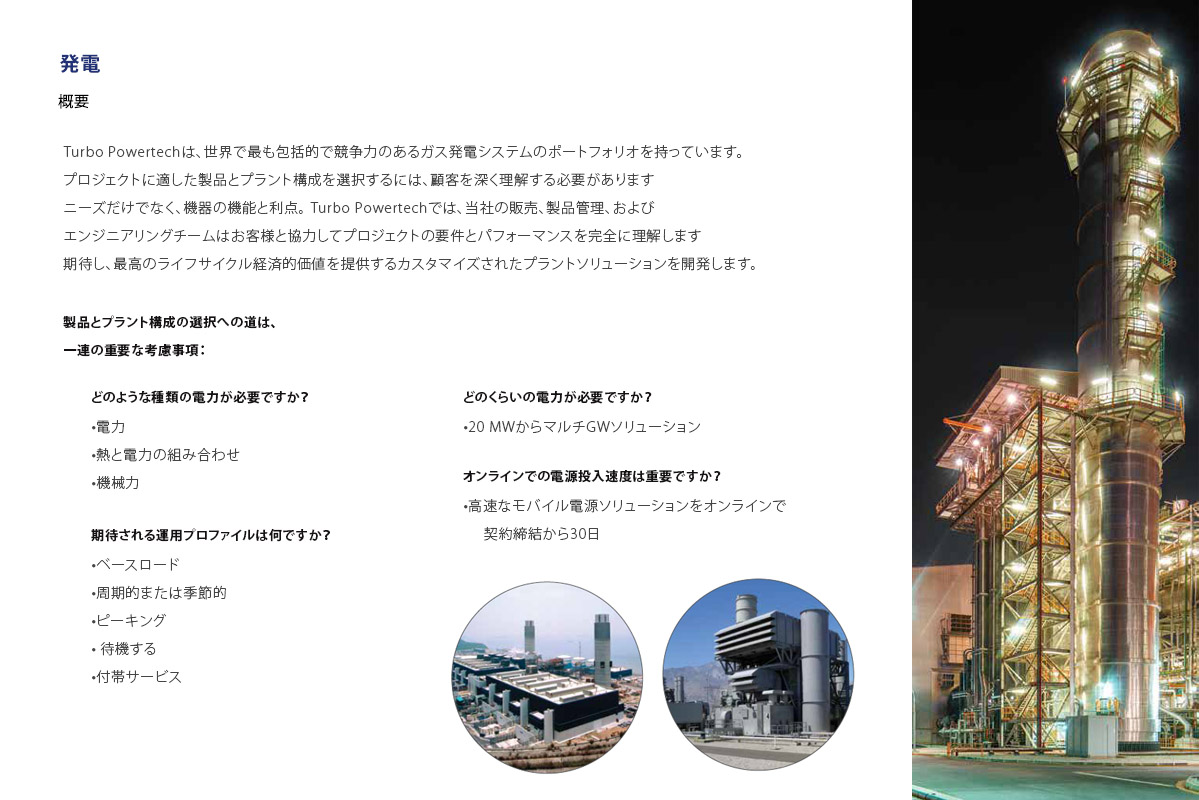 発電
概要
Turbo Powertechは、世界で最も包括的で競争力のあるガス発電システムのポートフォリオを持っています。
プロジェクトに適した製品とプラント構成を選択するには、顧客を深く理解する必要があります
ニーズだけでなく、機器の機能と利点。 Turbo Powertechでは、当社の販売、製品管理、および
エンジニアリングチームはお客様と協力してプロジェクトの要件とパフォーマンスを完全に理解します
期待し、最高のライフサイクル経済的価値を提供するカスタマイズされたプラントソリューションを開発します。
製品とプラント構成の選択への道は、
一連の重要な考慮事項：
どのような種類の電力が必要ですか？
•電力
•熱と電力の組み合わせ
•機械力
期待される運用プロファイルは何ですか？
•ベースロード
•周期的または季節的
•ピーキング
• 待機する
•付帯サービス
どのくらいの電力が必要ですか？
•20 MWからマルチGWソリューション
オンラインでの電源投入速度は重要ですか？
•高速なモバイル電源ソリューションをオンラインで
契約締結から30日